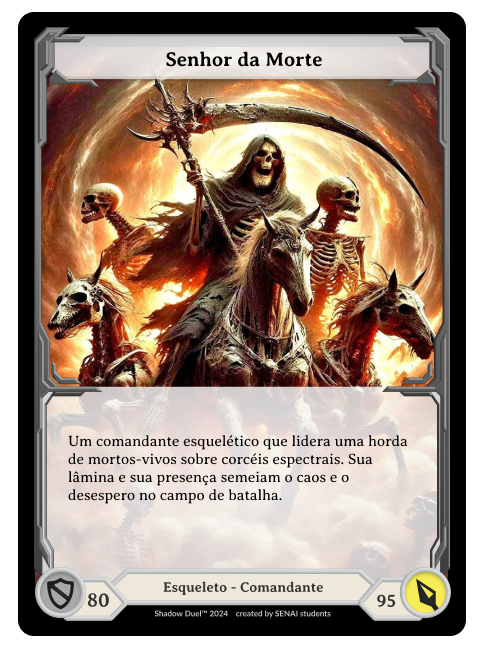 Senhor da Morte
Um comandante esquelético que lidera uma horda
de mortos-vivos sobre corcéis espectrais. Sua
lâmina e sua presença semeiam o caos e o
desespero no campo de batalha.
Esqueleto - Comandante
80
95
Shadow Duel™ 2024 created by SENAI students